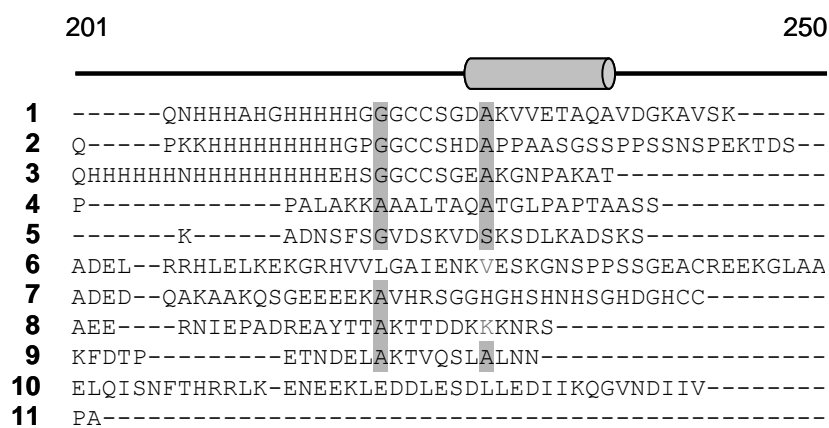 201 250
1 ------QNHHHAHGHHHHHGGGCCSGDAKVVETAQAVDGKAVSK------
2 Q-----PKKHHHHHHHHHGPGGCCSHDAPPAASGSSPPSSNSPEKTDS--
3 QHHHHHHNHHHHHHHHHEHSGGCCSGEAKGNPAKAT--------------
4 P-------------PALAKKAAALTAQATGLPAPTAASS-----------
5 -------K------ADNSFSGVDSKVDSKSDLKADSKS------------
6 ADEL--RRHLELKEKGRHVVLGAIENKVESKGNSPPSSGEACREEKGLAA
7 ADED--QAKAAKQSGEEEEKAVHRSGGHGHSHNHSGHDGHCC--------
8 AEE----RNIEPADREAYTTAKTTDDKKKNRS------------------
9 KFDTP---------ETNDELAKTVQSLALNN-------------------
10 ELQISNFTHRRLK-ENEEKLEDDLESDLLEDIIKQGVNDIIV--------
11 PA------------------------------------------------